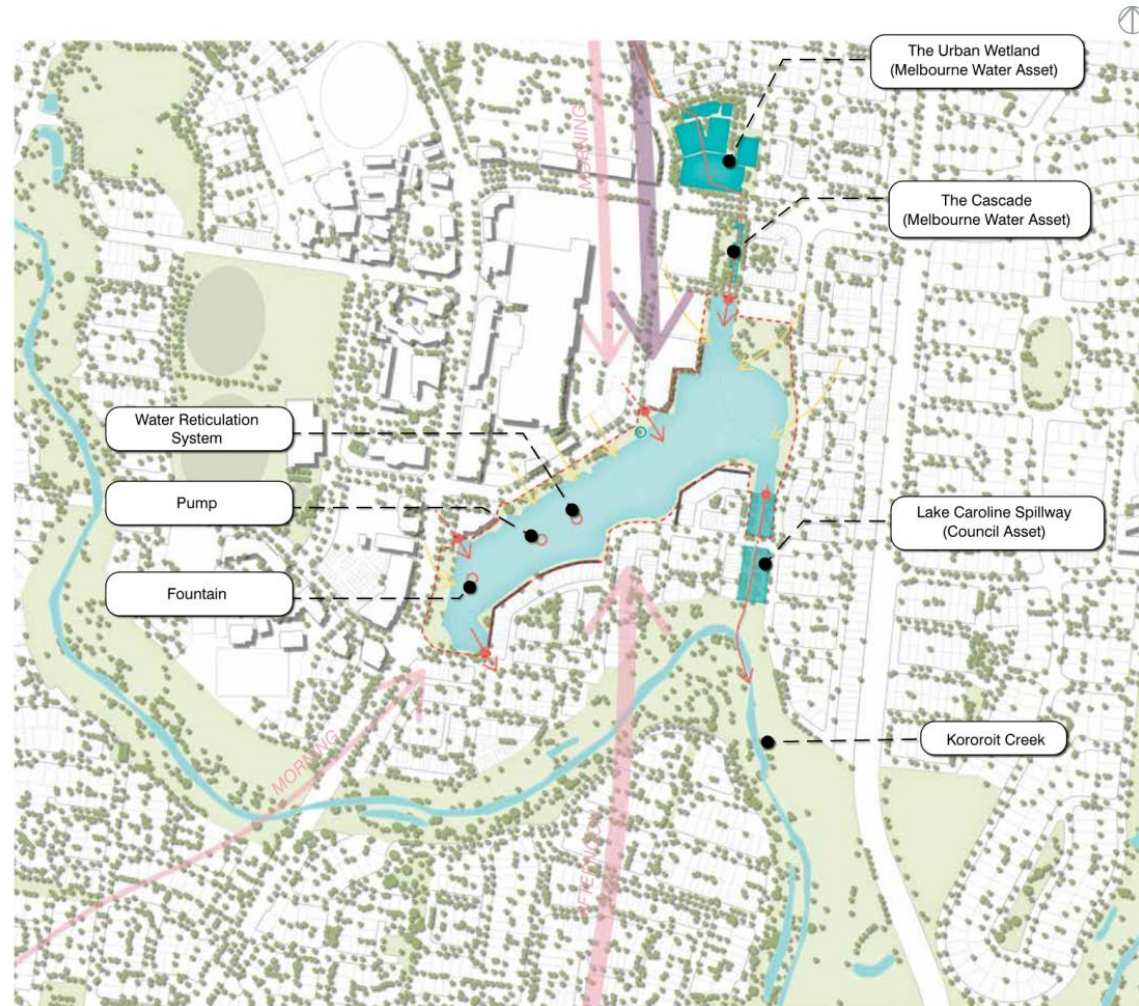 The Urban Wetland
(Melbourne Water Asset)
MORNING
The Cascade
(Melbourne Water Asset)
Water Reticulation
System
Pump
Lake Caroline Spillway
(Council Asset)
Fountain
MORNING
Kororoit Creek
AFTERNOON